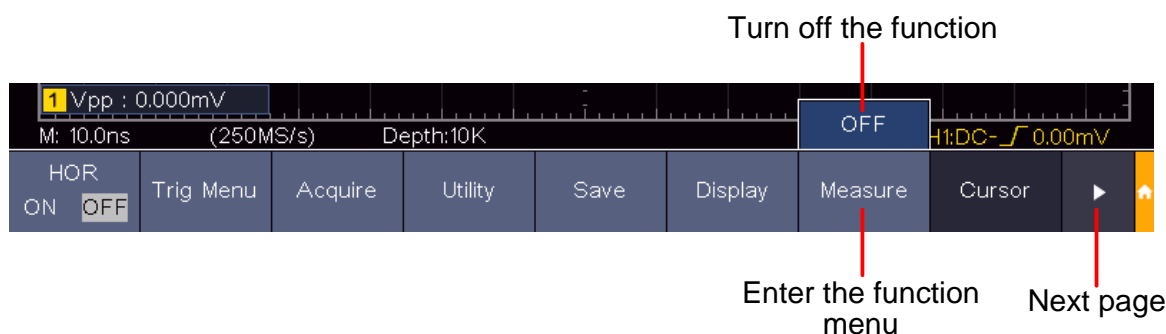 Turn off the function
1 Vpp : 0.000mV
M: 10.0ns (250MS/s) Depth:10K OFF H1:DC- 0.00mV
HOR
ON OFF Trig Menu Acquire Utility Save Display Measure Cursor
Enter the function
menu
Next page